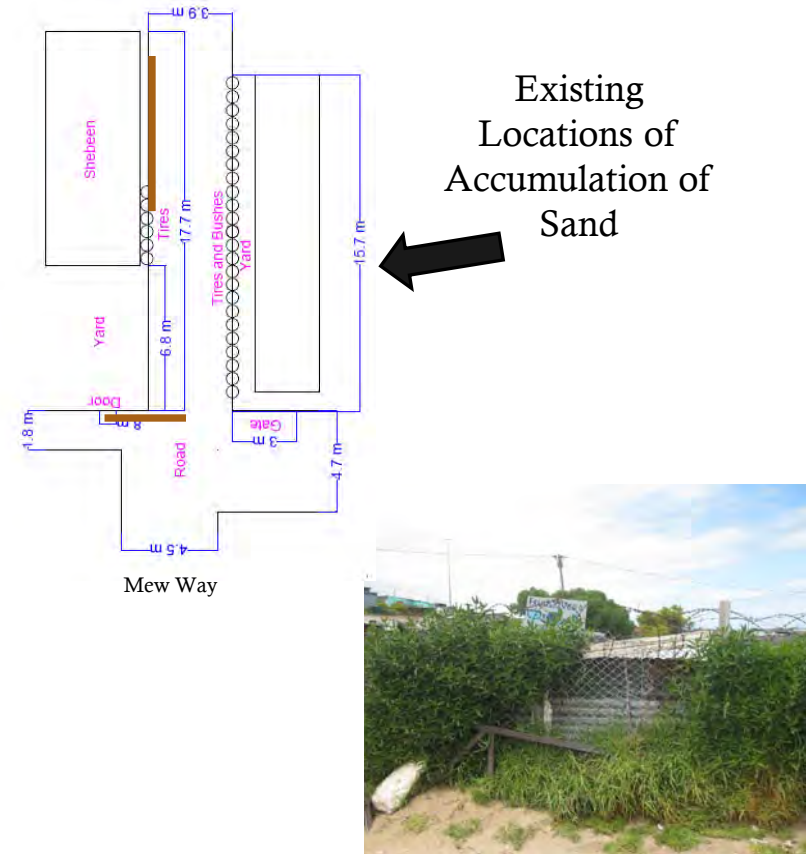 3.9 m
Existing
Locations of
Accumulation of
Sand
Shebeen
Tires
17.7 m
Tires and Bushes
Yard
15.7 m
Yard
6.8 m
Door
1.8 m
Gate
3 m
4.7 m
Road
4.5 m
Mew Way